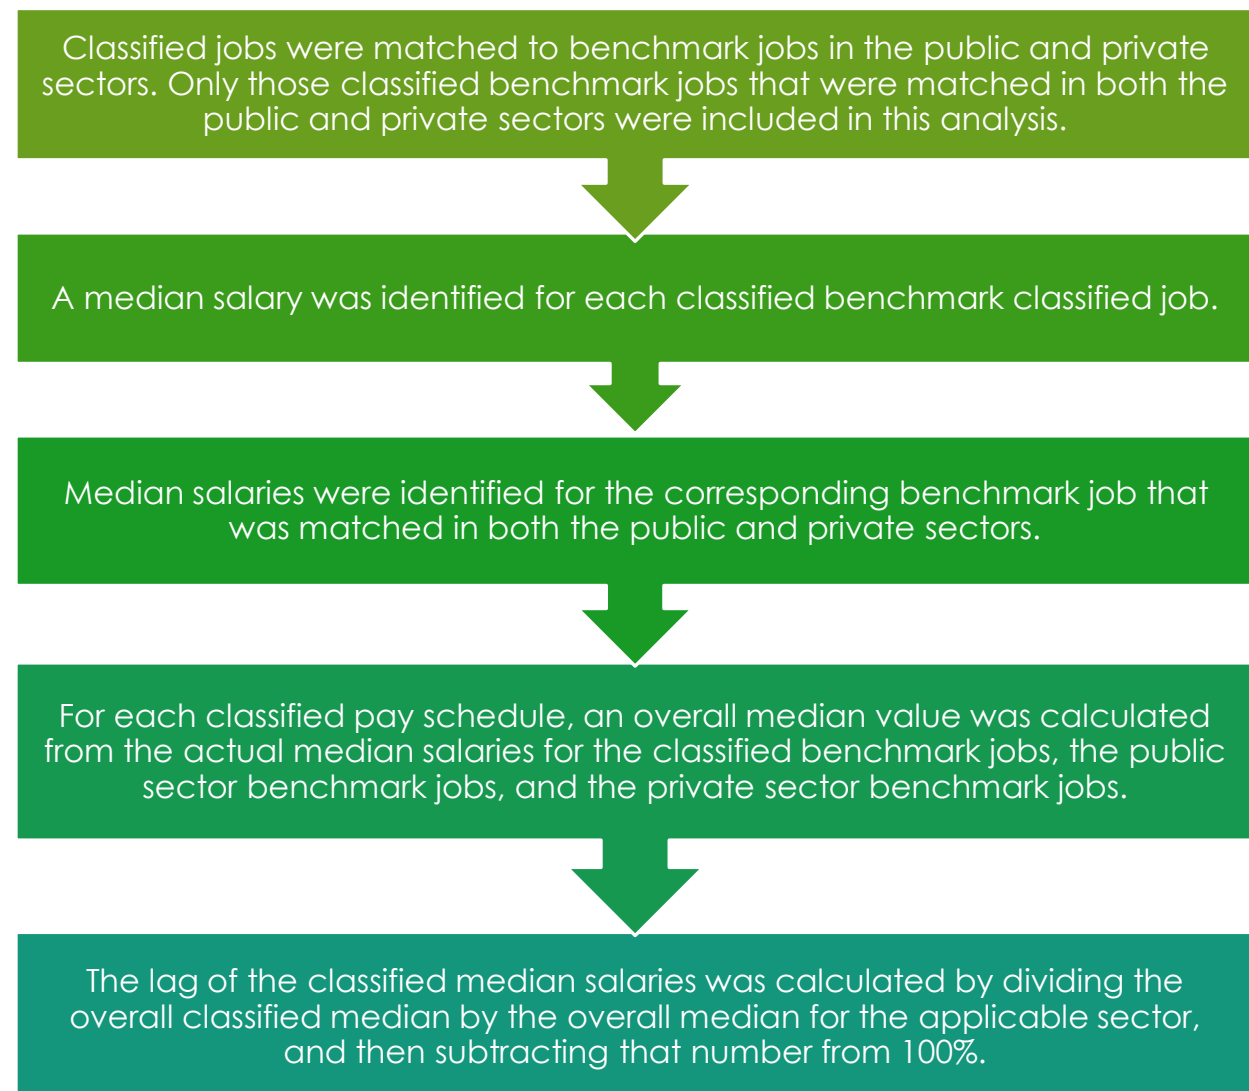 Classified jobs were matched to benchmark jobs in the public and private
sectors. Only those classified benchmark jobs that were matched in both the
public and private sectors were included in this analysis.
A median salary was identified for each classified benchmark classified job.
Median salaries were identified for the corresponding benchmark job that
was matched in both the public and private sectors.
For each classified pay schedule, an overall median value was calculated
from the actual median salaries for the classified benchmark jobs, the public
sector benchmark jobs, and the private sector benchmark jobs.
The lag of the classified median salaries was calculated by dividing the
overall classified median by the overall median for the applicable sector,
and then subtracting that number from 100%.